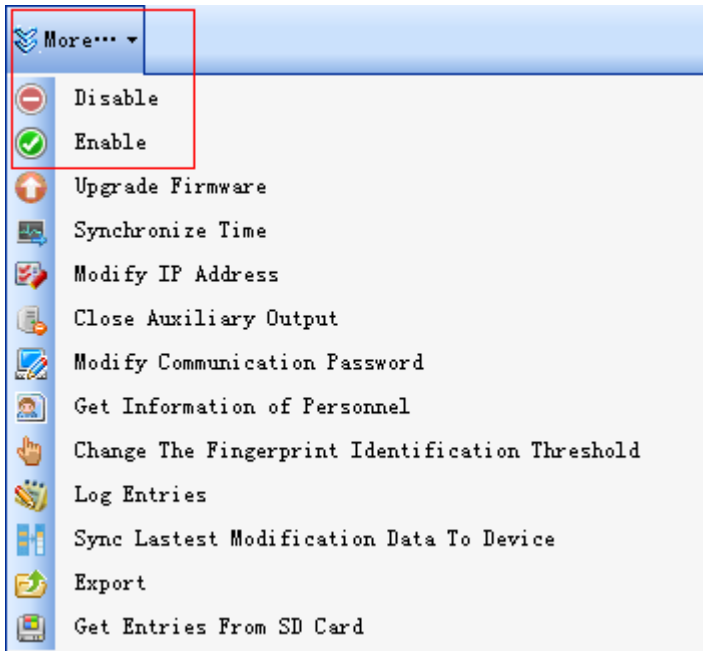 More...
Disable
Enable
Upgrade Firmware
Synchronize Time
Modify IP Address
Close Auxiliary Output
Modify Communication Password
Get Information of Personnel
Change The Fingerprint Identification Threshold
Log Entries
Sync Lastest Modification Data To Device
Export
Get Entries From SD Card